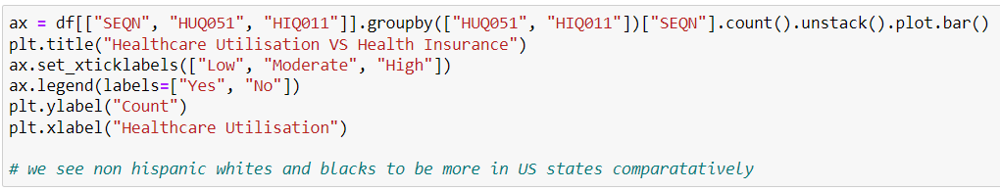 ax = df[["SEQN", "HUQ051", "HIQ011"]].groupby(["HUQ051", "HIQ011"])["SEQN"].count().unstack().plot.bar()
plt.title("Healthcare Utilisation VS Health Insurance")
ax.set_xticklabels(["Low", "Moderate", "High"])
ax.legend(labels=["Yes", "No"])
plt.ylabel("Count")
plt.xlabel("Healthcare Utilisation")
# we see non hispanic whites and blacks to be more in US states comparatatively